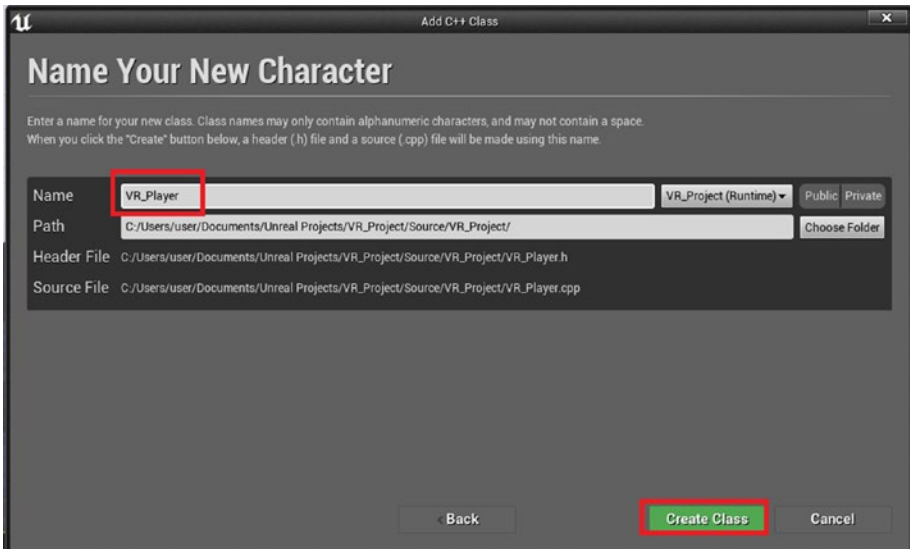 Add C++ Class
Name Your New Character
Enter a name for your new class. Class names may only contain alphanumeric characters, and may not contain a space.
When you click the "Create" button below, a header (.h) file and a source (.cpp) file will be made using this name.
Name VR_Player VR_Project (Runtime) Public Private
Path C:/Users/user/Documents/Unreal Projects/VR_Project/Source/VR_Project/ Choose Folder
Header File C:/Users/user/Documents/Unreal Projects/VR_Project/Source/VR_Project/VR_Player.h
Source File C:/Users/user/Documents/Unreal Projects/VR_Project/Source/VR_Project/VR_Player.cpp
Back Create Class Cancel